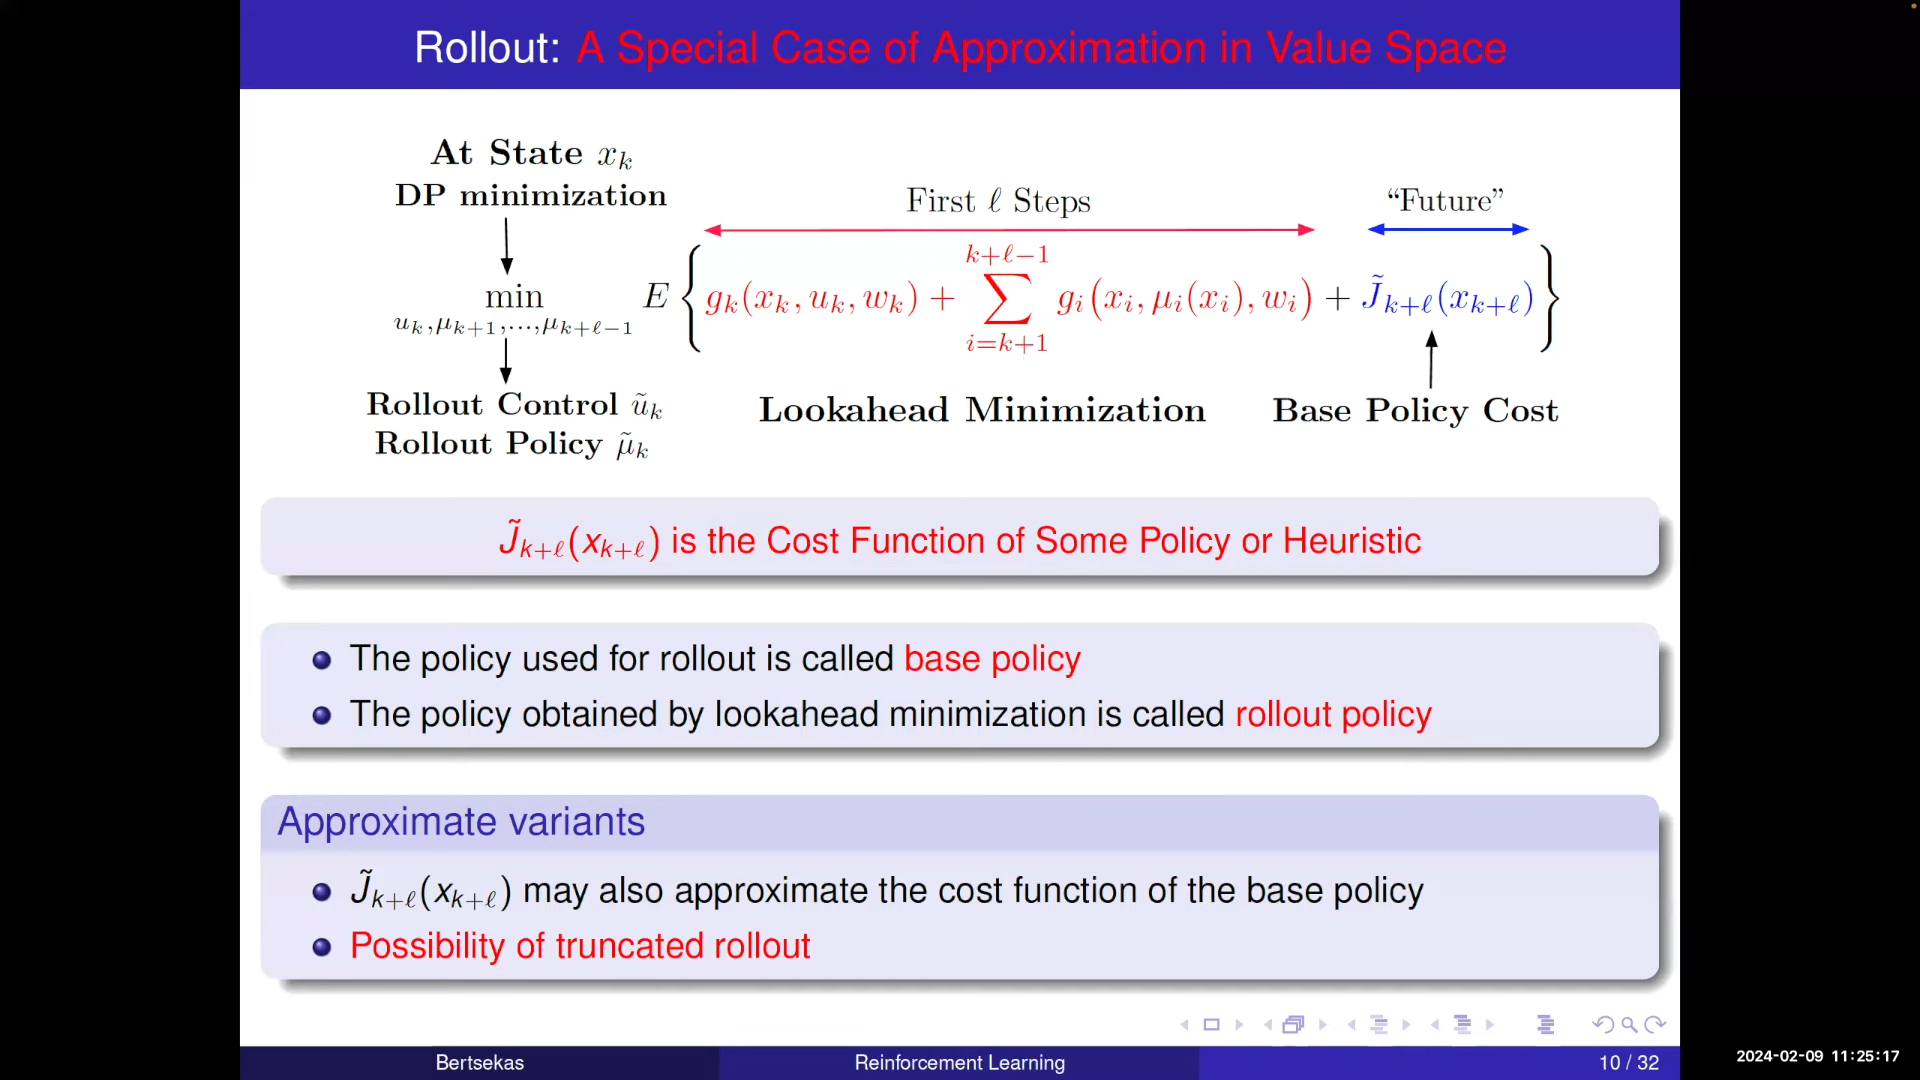 Rollout: A Special Case of Approximation in Value Space
At State x_k
DP minimization
First ℓ Steps
“Future”
min_{u_k,μ_{k+1},...,μ_{k+ℓ−1}} E { g_k(x_k, u_k, w_k) + ∑_{i=k+1}^{k+ℓ−1} g_i(x_i, μ_i(x_i), w_i) + J̃_{k+ℓ}(x_{k+ℓ}) }
Rollout Control ũ_k
Rollout Policy μ̃_k
Lookahead Minimization
Base Policy Cost
J̃_{k+ℓ}(x_{k+ℓ}) is the Cost Function of Some Policy or Heuristic
The policy used for rollout is called base policy
The policy obtained by lookahead minimization is called rollout policy
Approximate variants
J̃_{k+ℓ}(x_{k+ℓ}) may also approximate the cost function of the base policy
Possibility of truncated rollout
Bertsekas
Reinforcement Learning
10 / 32
2024-02-09 11:25:17